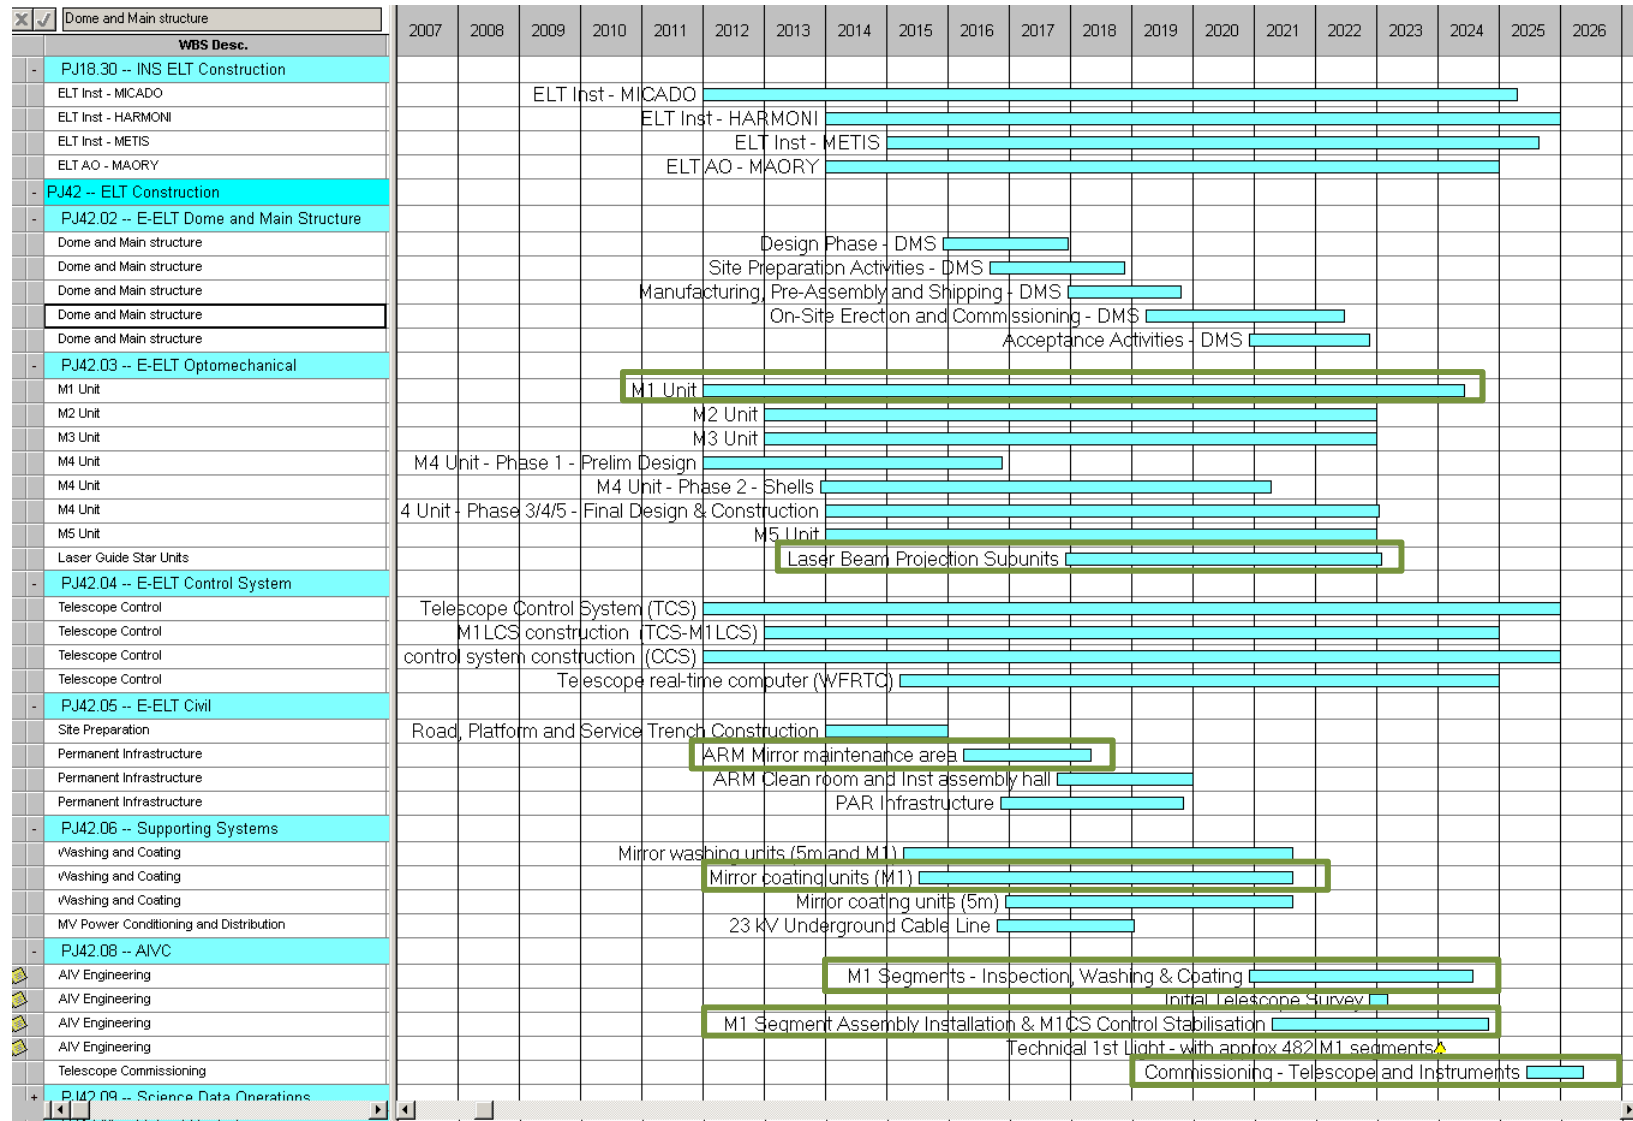 Dome and Main structure
WBS Desc.
2007 2008 2009 2010 2011 2012 2013 2014 2015 2016 2017 2018 2019 2020 2021 2022 2023 2024 2025 2026
- PJ18.30 -- INS ELT Construction
ELT Inst - MICADO ELT Inst - MICADO
ELT Inst - HARMONI ELT Inst - HARMONI
ELT Inst - METIS ELT Inst - METIS
ELT AO - MAORY ELT AO - MAORY
- PJ42 -- ELT Construction
- PJ42.02 -- E-ELT Dome and Main Structure
Dome and Main structure Design Phase - DMS
Dome and Main structure Site Preparation Activities - DMS
Dome and Main structure Manufacturing, Pre-Assembly and Shipping - DMS
Dome and Main structure On-Site Erection and Commissioning - DMS
Dome and Main structure Acceptance Activities - DMS
- PJ42.03 -- E-ELT Optomechanical
M1 Unit M1 Unit
M2 Unit M2 Unit
M3 Unit M3 Unit
M4 Unit M4 Unit - Phase 1 - Prelim Design
M4 Unit M4 Unit - Phase 2 - Shells
M4 Unit 4 Unit - Phase 3/4/5 - Final Design & Construction
M5 Unit M5 Unit
Laser Guide Star Units Laser Beam Projection Subunits
- PJ42.04 -- E-ELT Control System
Telescope Control Telescope Control System (TCS)
Telescope Control M1LCS construction (TCS-M1LCS)
Telescope Control control system construction (CCS)
Telescope Control Telescope real-time computer (WFRTC)
- PJ42.05 -- E-ELT Civil
Site Preparation Road, Platform and Service Trench Construction
Permanent Infrastructure ARM Mirror maintenance area
Permanent Infrastructure ARM Clean room and Inst assembly hall
Permanent Infrastructure PAR Infrastructure
- PJ42.06 -- Supporting Systems
Washing and Coating Mirror washing units (5m and M1)
Washing and Coating Mirror coating units (M1)
Washing and Coating Mirror coating units (5m)
MV Power Conditioning and Distribution 23 kV Underground Cable Line
- PJ42.08 -- AIVC
AIV Engineering M1 Segments - Inspection, Washing & Coating
AIV Engineering Initial Telescope Survey
AIV Engineering M1 Segment Assembly Installation & M1CS Control Stabilisation
AIV Engineering Technical 1st Light - with approx 482 M1 segments
Telescope Commissioning Commissioning - Telescope and Instruments
+ PJ42.09 -- Science Data Operations